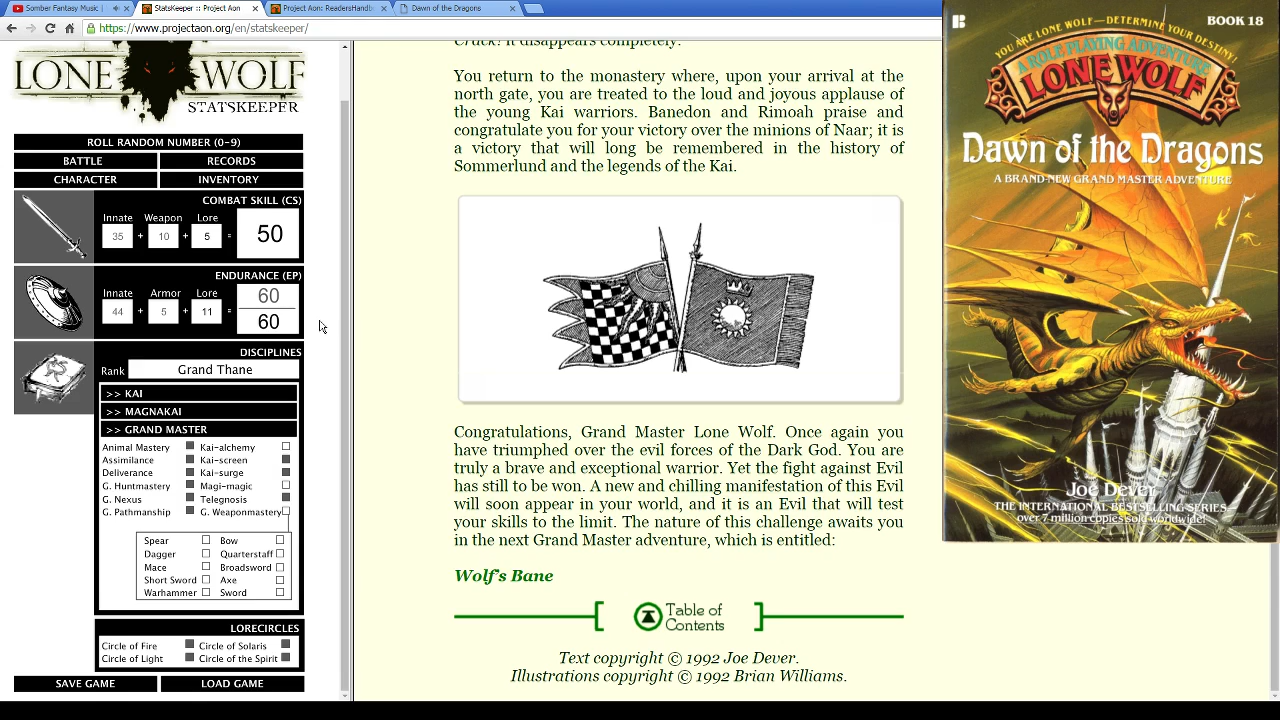 Somber Fantasy Music |
StatsKeeper :: Project Aon
Project Aon: ReadersHandb
Dawn of the Dragons
https://www.projectaon.org/en/statskeeper/
LONE WOLF
STATSKEEPER
ROLL RANDOM NUMBER (0-9)
BATTLE RECORDS
CHARACTER INVENTORY
COMBAT SKILL (CS)
Innate Weapon Lore
35 + 10 + 5 = 50
ENDURANCE (EP)
Innate Armor Lore
60
44 + 5 + 11 =
60
DISCIPLINES
Rank Grand Thane
>> KAI
>> MAGNAKAI
>> GRAND MASTER
Animal Mastery Kai-alchemy
Assimilance Kai-screen
Deliverance Kai-surge
G. Huntmastery Magi-magic
G. Nexus Telegnosis
G. Pathmanship G. Weaponmastery
Spear Bow
Dagger Quarterstaff
Mace Broadsword
Short Sword Axe
Warhammer Sword
LORECIRCLES
Circle of Fire Circle of Solaris
Circle of Light Circle of the Spirit
SAVE GAME LOAD GAME
Crack! It disappears completely.
You return to the monastery where, upon your arrival at the
north gate, you are treated to the loud and joyous applause of
the young Kai warriors. Banedon and Rimoah praise and
congratulate you for your victory over the minions of Naar; it is
a victory that will long be remembered in the history of
Sommerlund and the legends of the Kai.
Congratulations, Grand Master Lone Wolf. Once again you
have triumphed over the evil forces of the Dark God. You are
truly a brave and exceptional warrior. Yet the fight against Evil
has still to be won. A new and chilling manifestation of this Evil
will soon appear in your world, and it is an Evil that will test
your skills to the limit. The nature of this challenge awaits you
in the next Grand Master adventure, which is entitled:
Wolf's Bane
Table of
Contents
Text copyright © 1992 Joe Dever.
Illustrations copyright © 1992 Brian Williams.
B
BOOK 18
YOU ARE LONE WOLF—DETERMINE YOUR DESTINY!
A ROLE PLAYING ADVENTURE
LONE WOLF
Dawn of the Dragons
A BRAND-NEW GRAND MASTER ADVENTURE
Joe Dever
THE INTERNATIONAL BESTSELLING SERIES—
over 7 million copies sold worldwide!